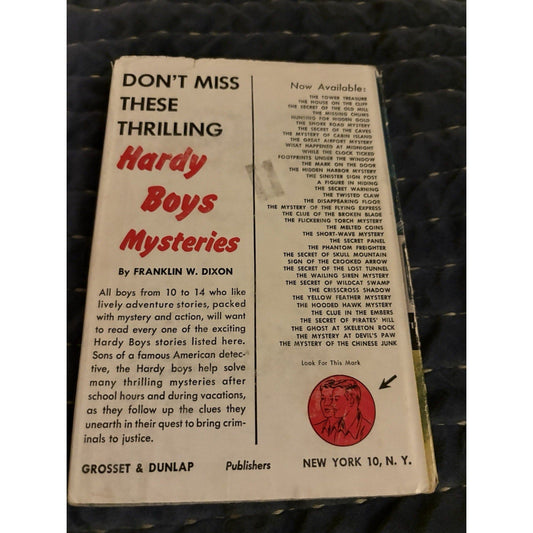 DON'T MISS
THESE
THRILLING
Hardy
Boys
Mysteries
By FRANKLIN W. DIXON
All boys from 10 to 14 who like
lively adventure stories, packed
with mystery and action, will want
to read every one of the exciting
Hardy Boys stories listed here.
Sons of a famous American detec-
tive, the Hardy boys help solve
many thrilling mysteries after
school hours and during vacations,
as they follow up the clues they
unearth in their quest to bring crim-
inals to justice.
Now Available:
THE TOWER TREASURE
THE HOUSE ON THE CLIFF
THE SECRET OF THE OLD MILL
THE MISSING CHUMS
HUNTING FOR HIDDEN GOLD
THE SHORE ROAD MYSTERY
THE SECRET OF THE CAVES
THE MYSTERY OF CABIN ISLAND
THE GREAT AIRPORT MYSTERY
WHAT HAPPENED AT MIDNIGHT
WHILE THE CLOCK TICKED
FOOTPRINTS UNDER THE WINDOW
THE MARK ON THE DOOR
THE HIDDEN HARBOR MYSTERY
THE SINISTER SIGN POST
A FIGURE IN HIDING
THE SECRET WARNING
THE TWISTED CLAW
THE DISAPPEARING FLOOR
THE MYSTERY OF THE FLYING EXPRESS
THE CLUE OF THE BROKEN BLADE
THE FLICKERING TORCH MYSTERY
THE MELTED COINS
THE SHORT-WAVE MYSTERY
THE SECRET PANEL
THE PHANTOM FREIGHTER
THE SECRET OF SKULL MOUNTAIN
SIGN OF THE CROOKED ARROW
THE SECRET OF THE LOST TUNNEL
THE WAILING SIREN MYSTERY
THE SECRET OF WILDCAT SWAMP
THE CRISSCROSS SHADOW
THE YELLOW FEATHER MYSTERY
THE HOODED HAWK MYSTERY
THE CLUE IN THE EMBERS
THE SECRET OF PIRATES' HILL
THE GHOST AT SKELETON ROCK
THE MYSTERY AT DEVIL'S PAW
THE MYSTERY OF THE CHINESE JUNK
Look For This Mark
GROSSET & DUNLAP Publishers NEW YORK 10, N. Y.